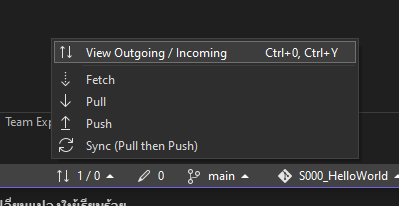 View Outgoing / Incoming Ctrl+0, Ctrl+Y
Fetch
Pull
Push
Sync (Pull then Push)
Team Exp
1 / 0 0 main S000_HelloWorld